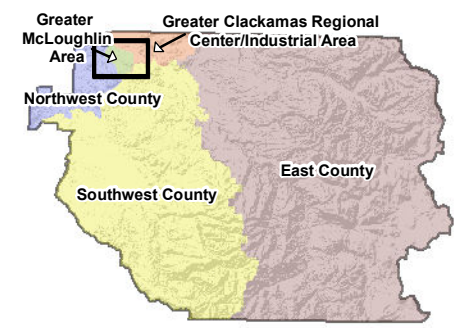 Greater
McLoughlin
Area
Greater Clackamas Regional
Center/Industrial Area
Northwest County
East County
Southwest County